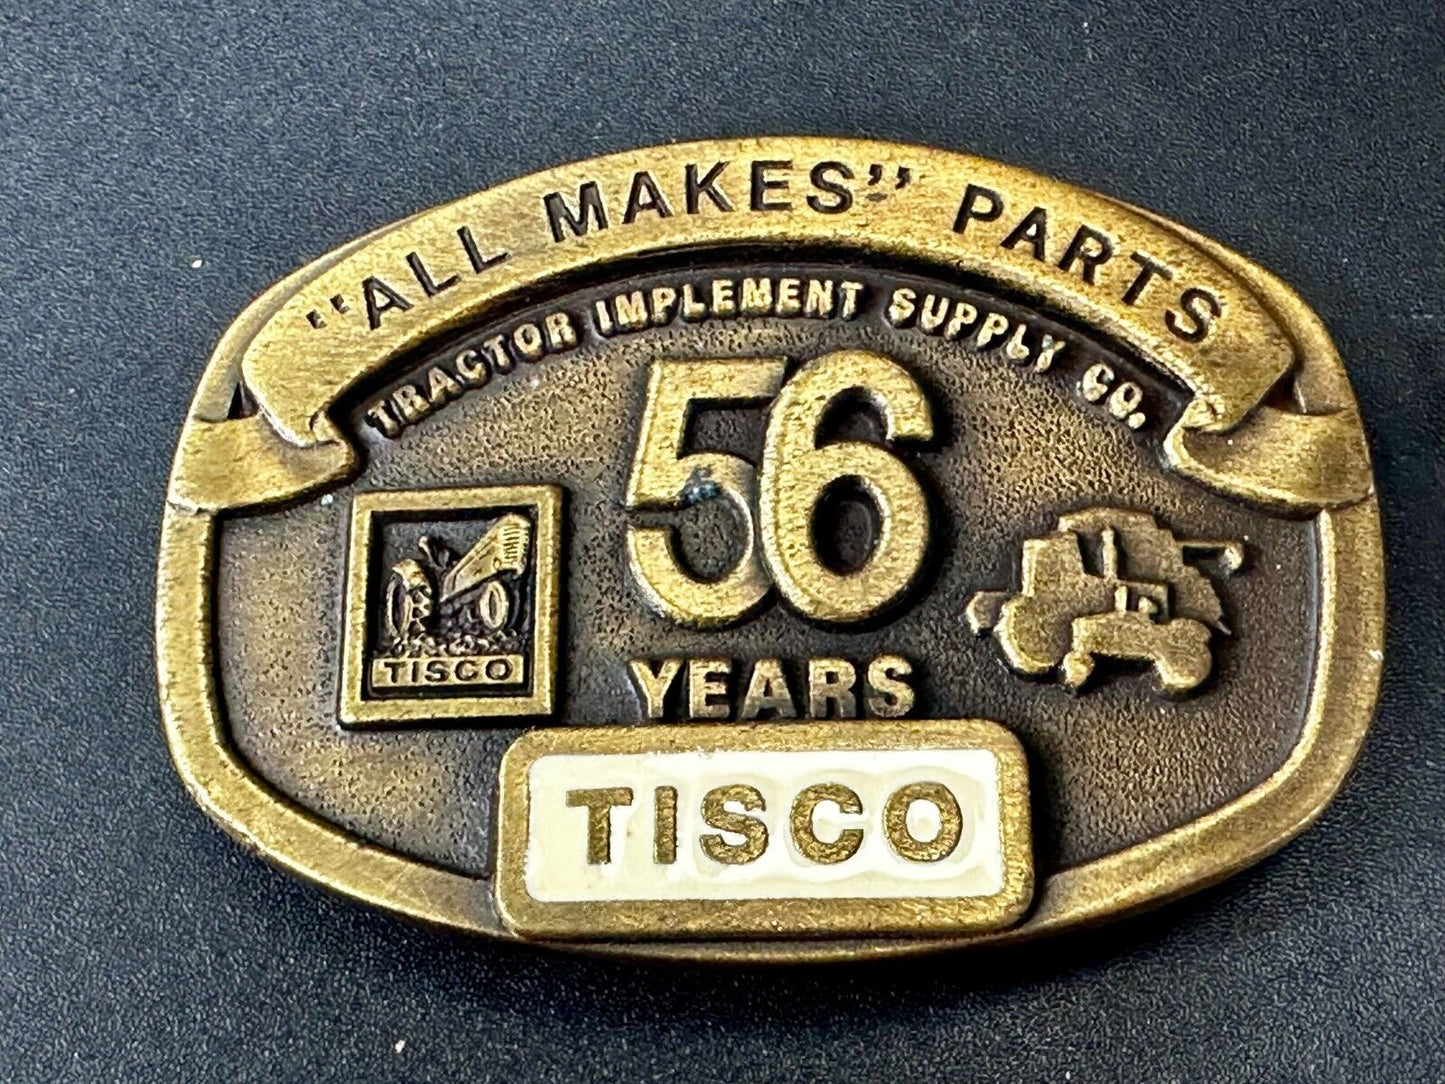 "ALL MAKES" PARTS
TRACTOR IMPLEMENT SUPPLY CO.
56
YEARS
TISCO
TISCO